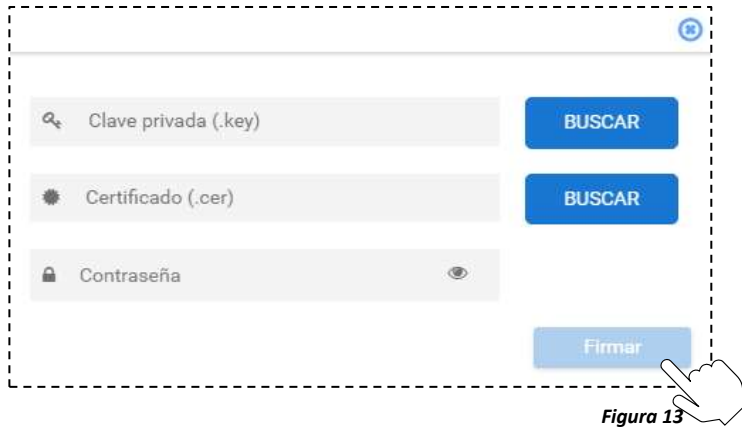 Clave privada (.key) BUSCAR
Certificado (.cer) BUSCAR
Contraseña
Firmar
Figura 13